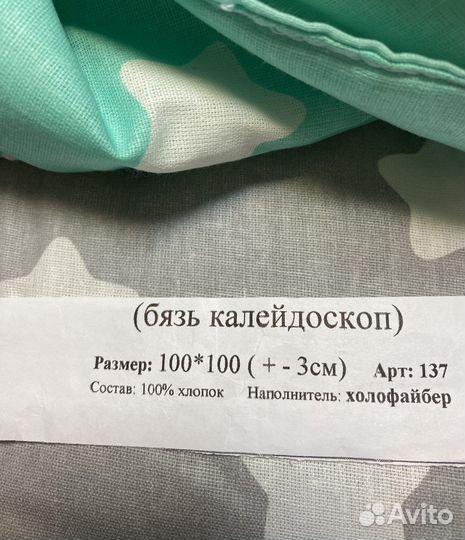 (бязь калейдоскоп)
Размер: 100*100 ( + - 3см) Арт: 137
Состав: 100% хлопок Наполнитель: холофайбер
Avito